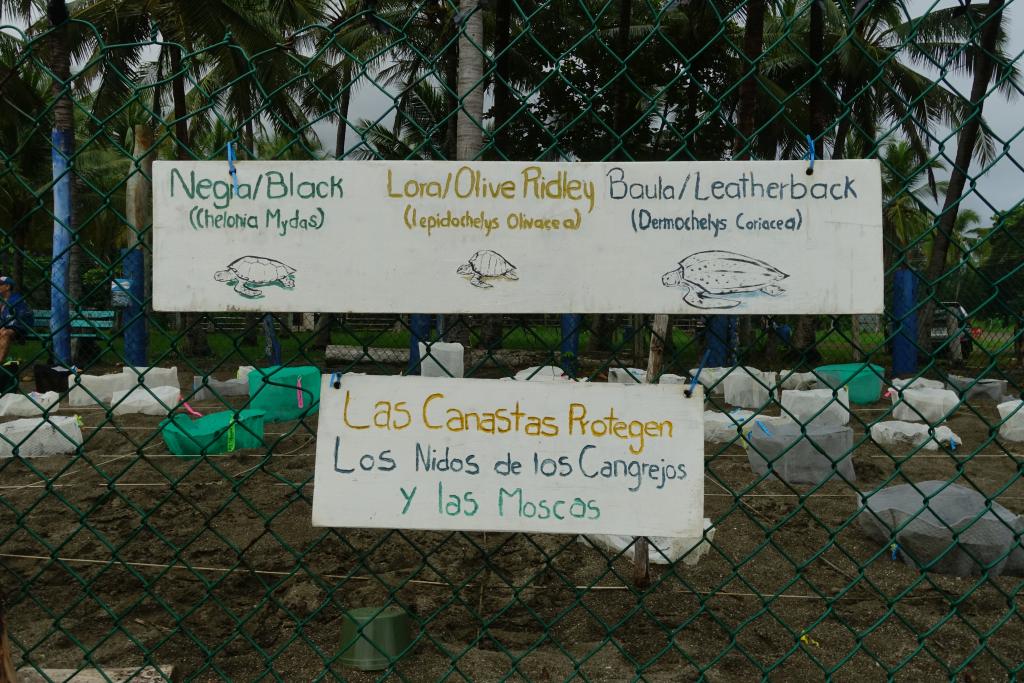 Negra/Black Lora/Olive Ridley Baula/Leatherback
(Chelonia Mydas) (Lepidochelys Olivacea) (Dermochelys Coriacea)
Las Canastas Protegen
Los Nidos de los Cangrejos
y las Moscas